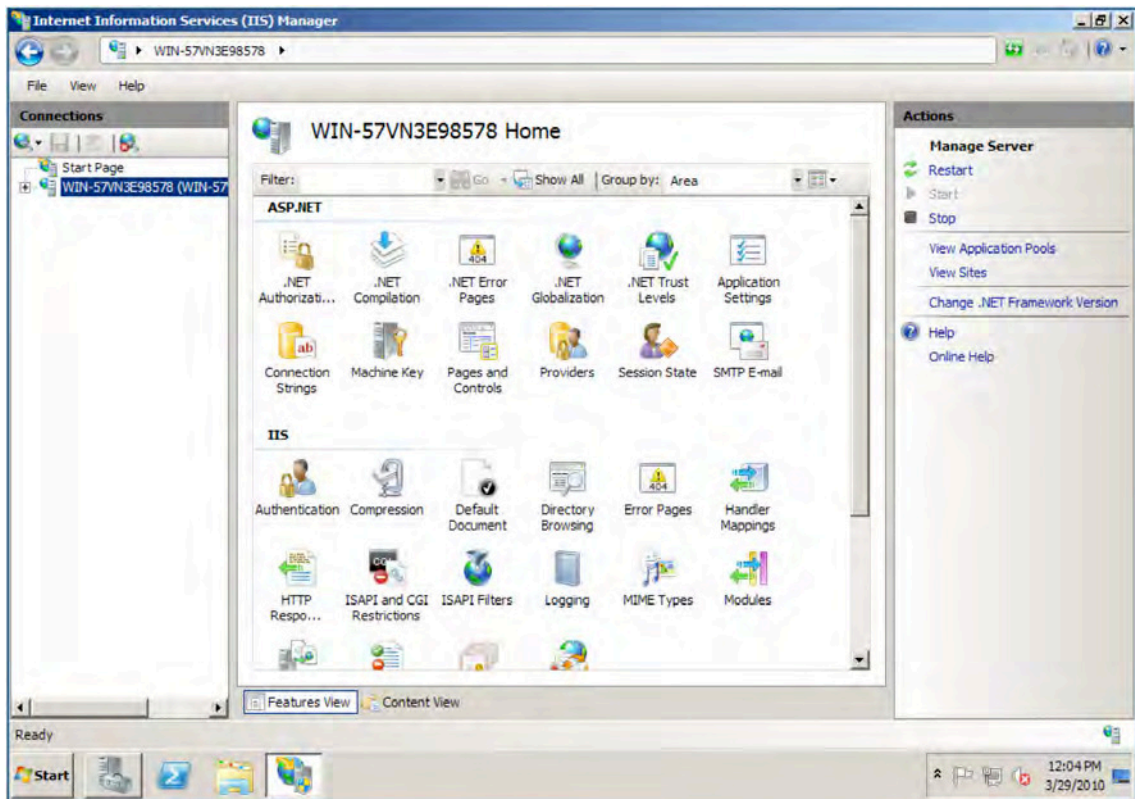 Internet Information Services (IIS) Manager
WIN-57VN3E98578
File View Help
Connections
Start Page
WIN-57VN3E98578 (WIN-57
WIN-57VN3E98578 Home
Filter: Go Show All Group by: Area
ASP.NET
.NET Authorizati...
.NET Compilation
.NET Error Pages
.NET Globalization
.NET Trust Levels
Application Settings
Connection Strings
Machine Key
Pages and Controls
Providers
Session State
SMTP E-mail
IIS
Authentication
Compression
Default Document
Directory Browsing
Error Pages
Handler Mappings
HTTP Respo...
ISAPI and CGI Restrictions
ISAPI Filters
Logging
MIME Types
Modules
Features View Content View
Actions
Manage Server
Restart
Start
Stop
View Application Pools
View Sites
Change .NET Framework Version
Help
Online Help
Ready
Start
12:04 PM
3/29/2010